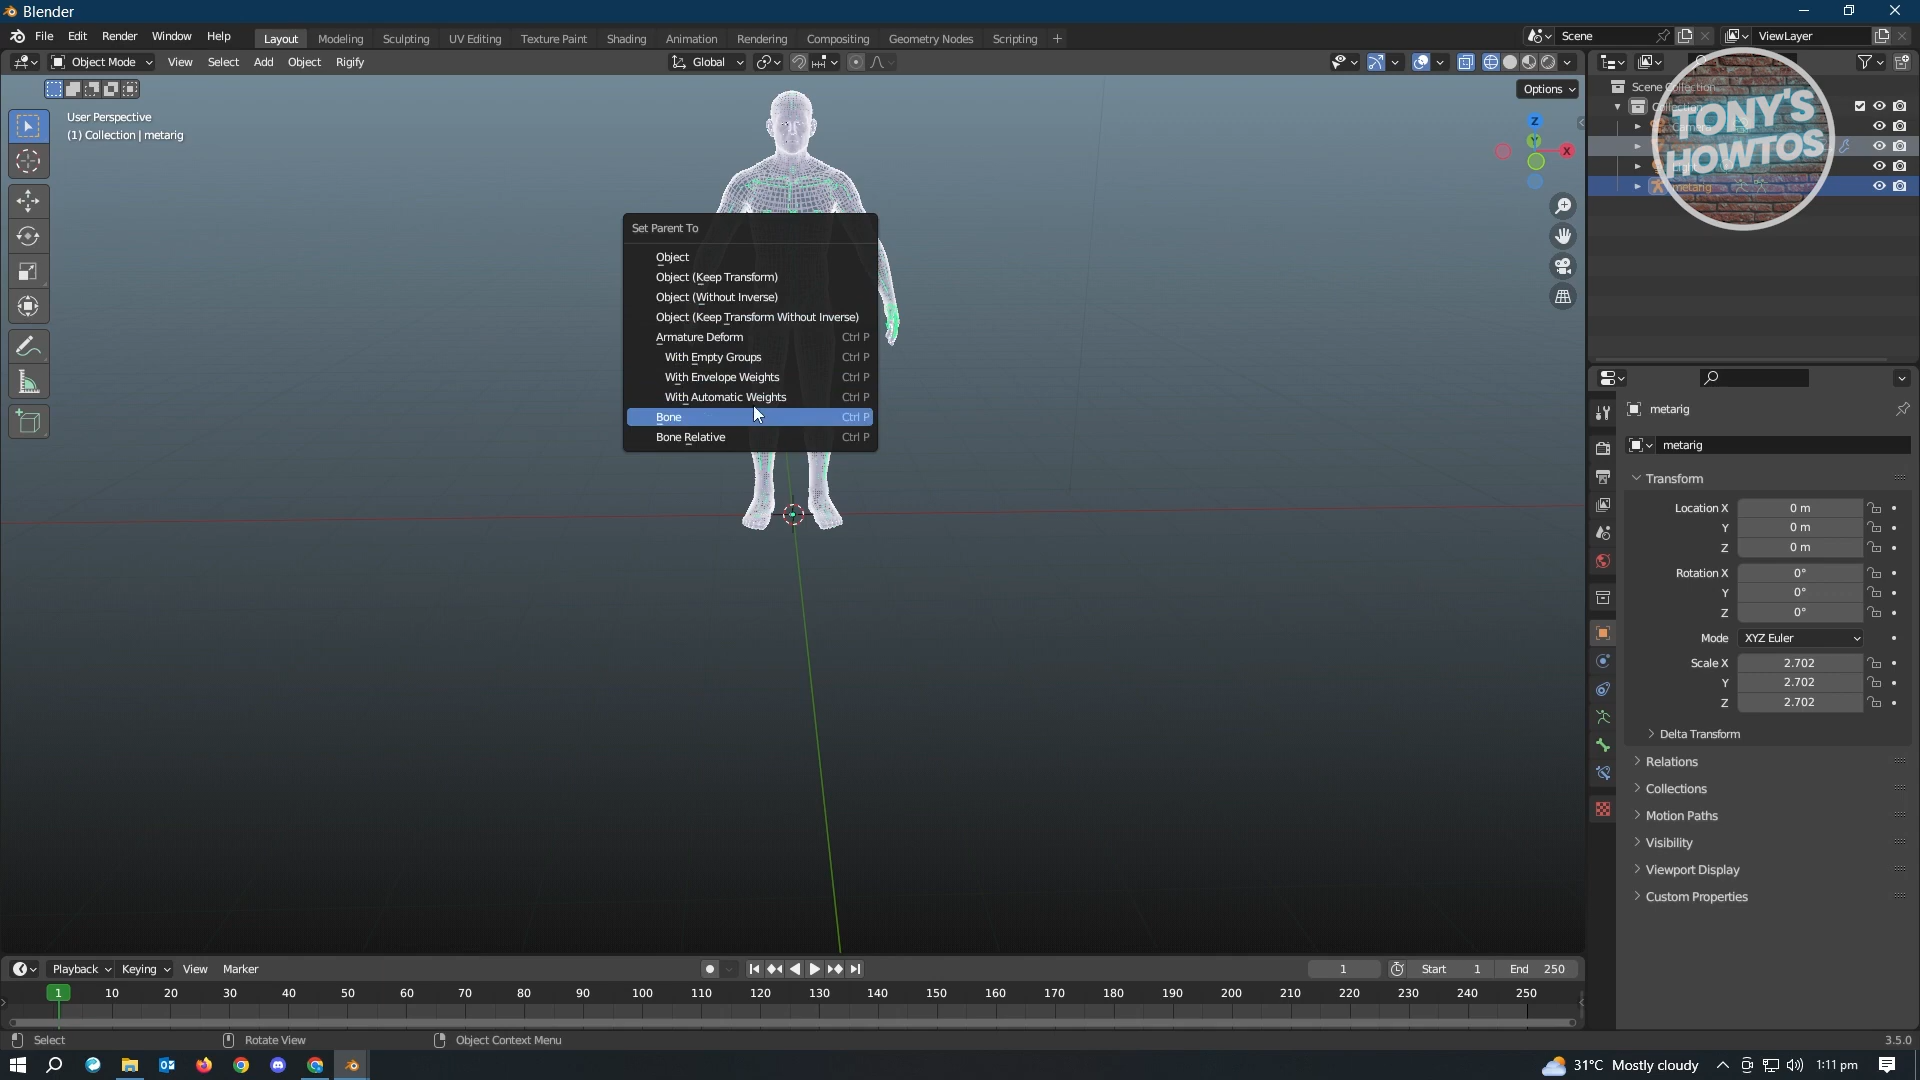 Blender
File Edit Render Window Help
Layout Modeling Sculpting UV Editing Texture Paint Shading Animation Rendering Compositing Geometry Nodes Scripting
Scene
ViewLayer
Object Mode View Select Add Object Rigify
Global
Options
User Perspective
(1) Collection | metarig
Z
Y
X
Scene Collection
metarig
TONY'S
HOWTOS
Set Parent To
Object
Object (Keep Transform)
Object (Without Inverse)
Object (Keep Transform Without Inverse)
Armature Deform Ctrl P
With Empty Groups Ctrl P
With Envelope Weights Ctrl P
With Automatic Weights Ctrl P
Bone Ctrl P
Bone Relative Ctrl P
metarig
metarig
Transform
Location X 0 m
Y 0 m
Z 0 m
Rotation X 0°
Y 0°
Z 0°
Mode XYZ Euler
Scale X 2.702
Y 2.702
Z 2.702
Delta Transform
Relations
Collections
Motion Paths
Visibility
Viewport Display
Custom Properties
Playback Keying View Marker
1 Start 1 End 250
1 10 20 30 40 50 60 70 80 90 100 110 120 130 140 150 160 170 180 190 200 210 220 230 240 250
Select Rotate View Object Context Menu
3.5.0
31°C Mostly cloudy 1:11 pm